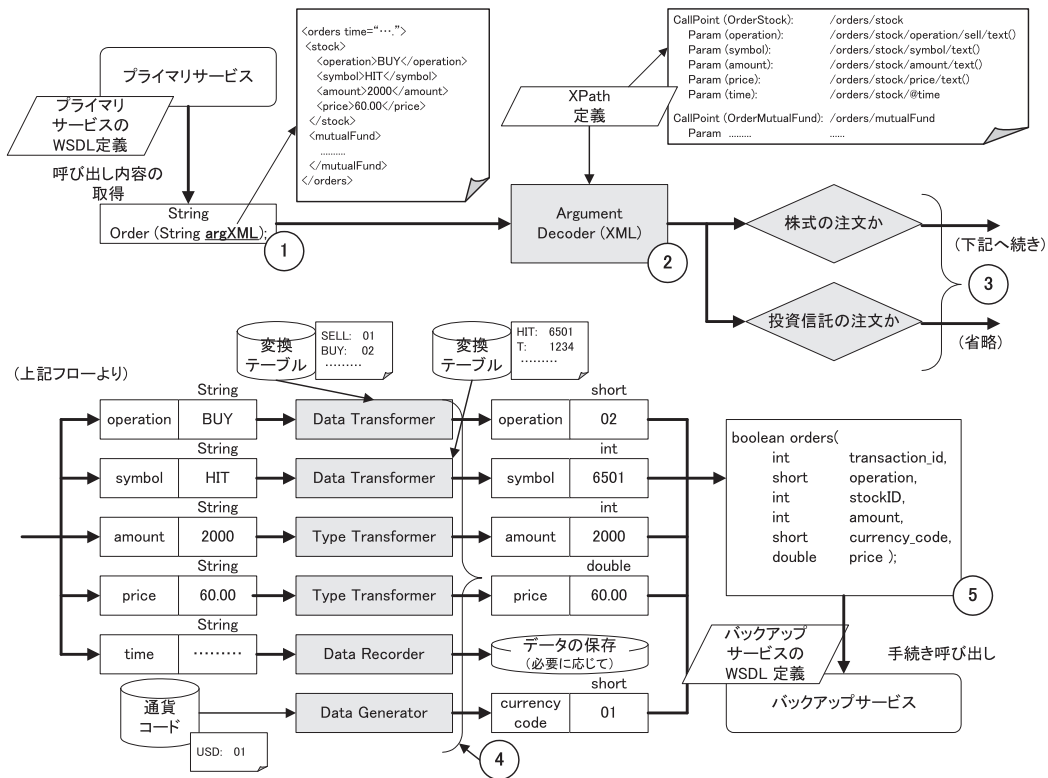 プライマリサービス
プライマリ
サービスの
WSDL定義
呼び出し内容の
取得
String
Order (String argXML);
1
<orders time="….">
<stock>
<operation>BUY</operation>
<symbol>HIT</symbol>
<amount>2000</amount>
<price>60.00</price>
</stock>
<mutualFund>
..........
</mutualFund>
</orders>
XPath
定義
CallPoint (OrderStock): /orders/stock
Param (operation): /orders/stock/operation/sell/text()
Param (symbol): /orders/stock/symbol/text()
Param (amount): /orders/stock/amount/text()
Param (price): /orders/stock/price/text()
Param (time): /orders/stock/@time
CallPoint (OrderMutualFund): /orders/mutualFund
Param ......... ......
Argument
Decoder (XML)
2
株式の注文か
(下記へ続き)
3
投資信託の注文か
(省略)
(上記フローより)
変換
テーブル
SELL: 01
BUY: 02
.........
変換
テーブル
HIT: 6501
T: 1234
.........
String
operation BUY
Data Transformer
short
operation 02
String
symbol HIT
Data Transformer
int
symbol 6501
String
amount 2000
Type Transformer
int
amount 2000
String
price 60.00
Type Transformer
double
price 60.00
String
time .........
Data Recorder
データの保存
(必要に応じて)
通貨
コード
USD: 01
Data Generator
short
currency
code
01
4
boolean orders(
int transaction_id,
short operation,
int stockID,
int amount,
short currency_code,
double price );
5
バックアップ
サービスの
WSDL 定義
手続き呼び出し
バックアップサービス